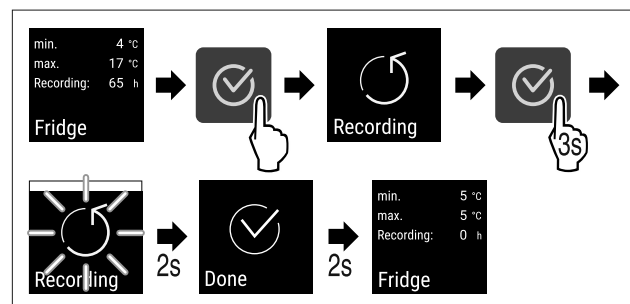 min. 4 °C
max. 17 °C
Recording: 65 h
Fridge
Recording
3s
Recording
2s
Done
2s
min. 5 °C
max. 5 °C
Recording: 0 h
Fridge